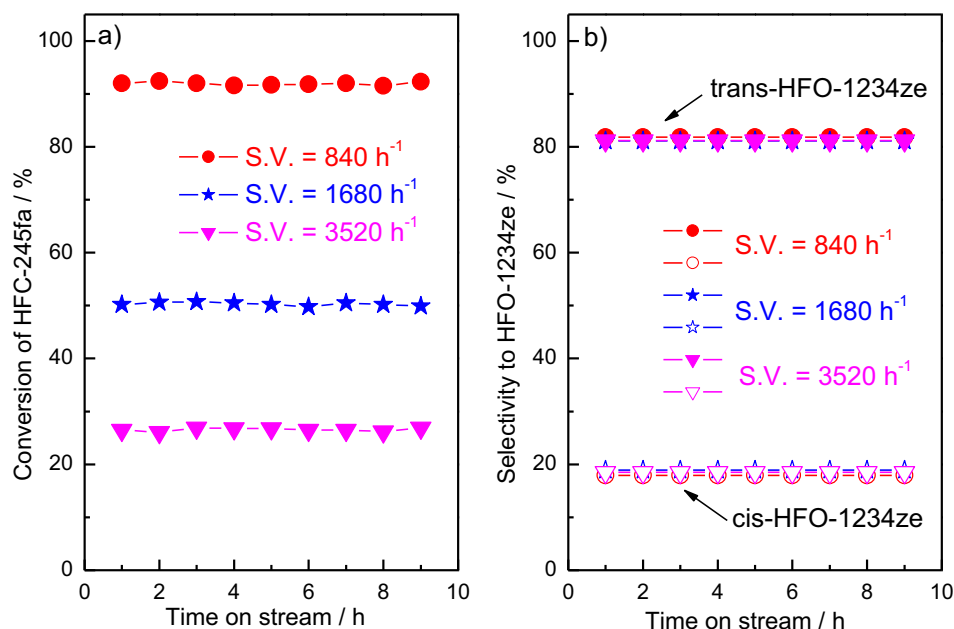 a)
Conversion of HFC-245fa / %
100
80
60
40
20
0
S.V. = 840 h⁻¹
S.V. = 1680 h⁻¹
S.V. = 3520 h⁻¹
0 2 4 6 8 10
Time on stream / h
b)
Selectivity to HFO-1234ze / %
100
80
60
40
20
0
trans-HFO-1234ze
S.V. = 840 h⁻¹
S.V. = 1680 h⁻¹
S.V. = 3520 h⁻¹
cis-HFO-1234ze
0 2 4 6 8 10
Time on stream / h